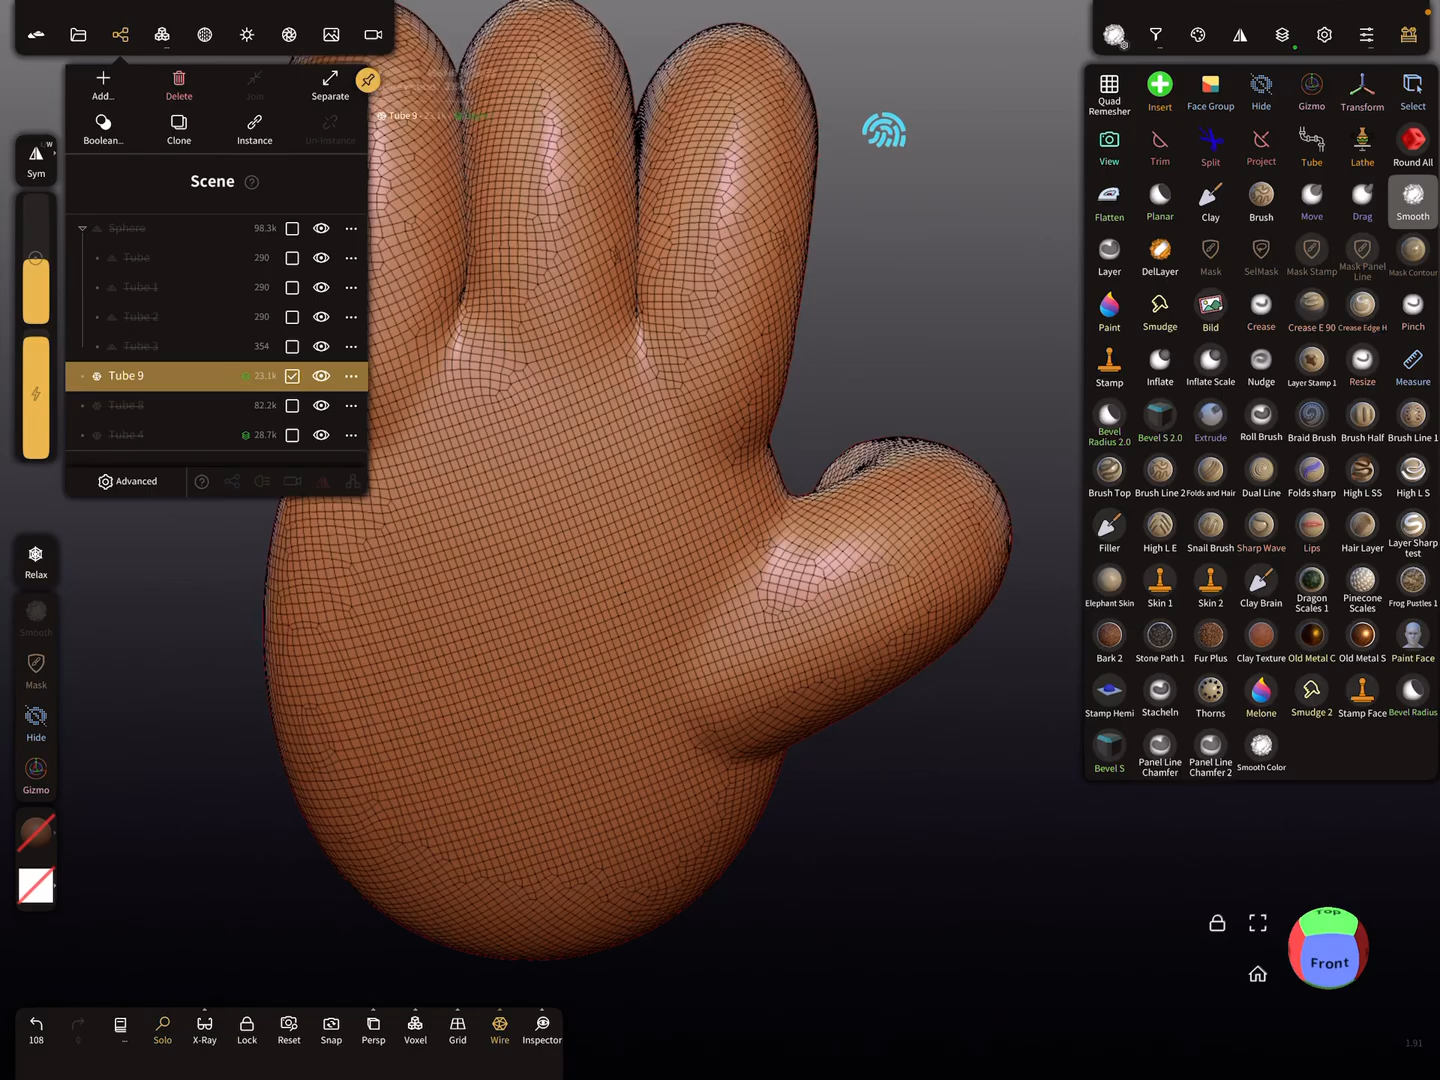 Add...
Delete
Join
Separate
Boolean...
Clone
Instance
Un-Instance
Scene
Sphere 98.3k
Tube 290
Tube 1 290
Tube 2 290
Tube 3 354
Tube 9 23.1k
Tube 8 82.2k
Tube 4 28.7k
Advanced
Tube 9
W
Sym
Relax
Smooth
Mask
Hide
Gizmo
108
0
...
Solo
X-Ray
Lock
Reset
Snap
Persp
Voxel
Grid
Wire
Inspector
Quad Remesher
Insert
Face Group
Hide
Gizmo
Transform
Select
View
Trim
Split
Project
Tube
Lathe
Round All
Flatten
Planar
Clay
Brush
Move
Drag
Smooth
Layer
DelLayer
Mask
SelMask
Mask Stamp
Mask Panel Line
Mask Contour
Paint
Smudge
Bild
Crease
Crease E 90
Crease Edge H
Pinch
Stamp
Inflate
Inflate Scale
Nudge
Layer Stamp 1
Resize
Measure
Bevel Radius 2.0
Bevel S 2.0
Extrude
Roll Brush
Braid Brush
Brush Half
Brush Line 1
Brush Top
Brush Line 2
Folds and Hair
Dual Line
Folds sharp
High L SS
High L S
Filler
High L E
Snail Brush
Sharp Wave
Lips
Hair Layer
Layer Sharp test
Elephant Skin
Skin 1
Skin 2
Clay Brain
Dragon Scales 1
Pinecone Scales
Frog Pustles 1
Bark 2
Stone Path 1
Fur Plus
Clay Texture
Old Metal C
Old Metal S
Paint Face
Stamp Hemi
Stacheln
Thorns
Melone
Smudge 2
Stamp Face
Bevel Radius
Bevel S
Panel Line Chamfer
Panel Line Chamfer 2
Smooth Color
Top
Front
1.91